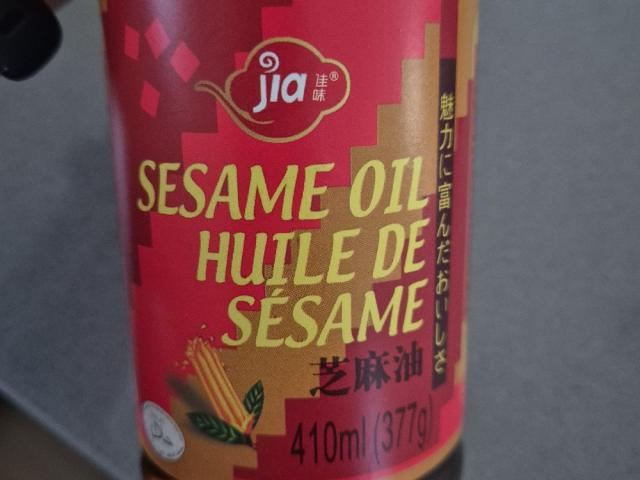 jia®
佳味
SESAME OIL
HUILE DE
SÉSAME
芝麻油
410ml (377g)
魅力に富んだおいしさ